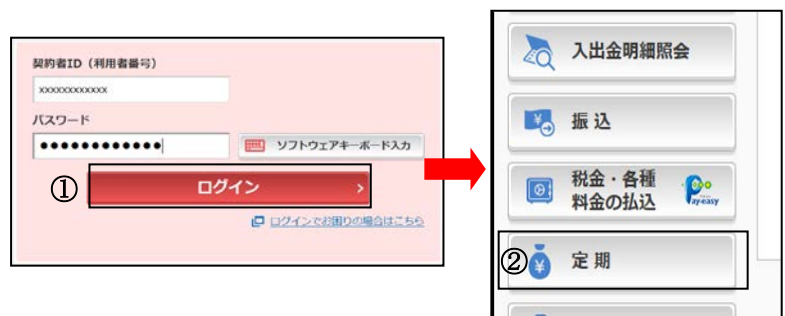 契約者ID（利用者番号）
xxxxxxxxxxxx
パスワード
●●●●●●●●●●●●
ソフトウェアキーボード入力
①
ログイン >
ログインでお困りの場合はこちら
入出金明細照会
振込
税金・各種
料金の払込
Pay-easy
②
定期